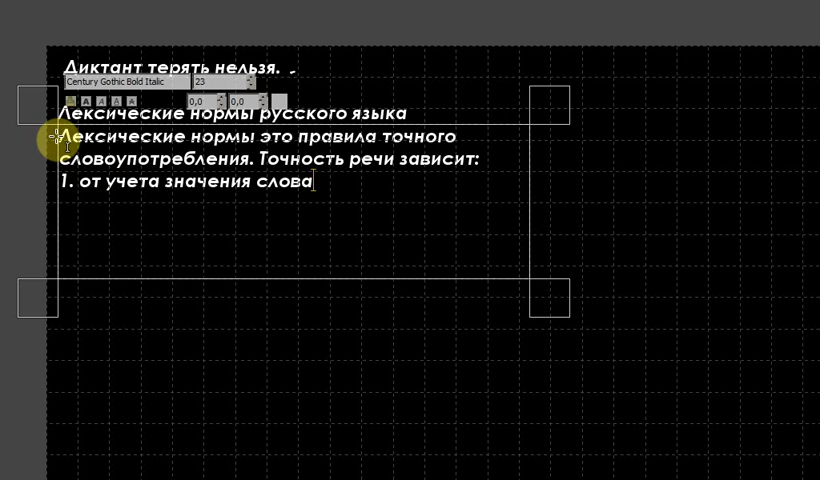 Диктант терять нельзя. .
Century Gothic Bold Italic 23
A A A A 0,0 0,0
Лексические нормы русского языка
Лексические нормы это правила точного
словоупотребления. Точность речи зависит:
1. от учета значения слова